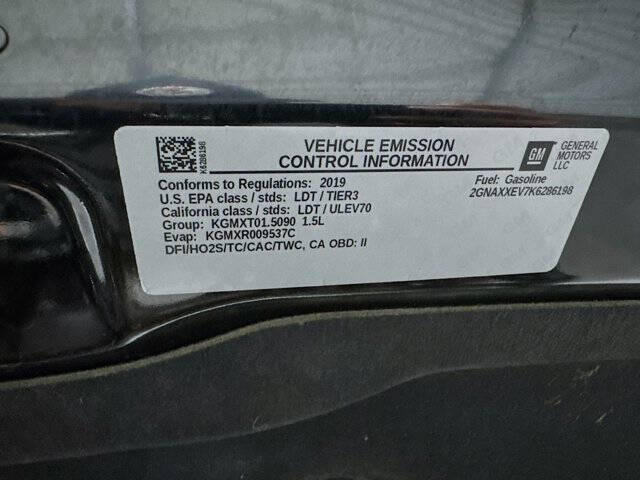 K6286198
VEHICLE EMISSION
CONTROL INFORMATION
GM
GENERAL
MOTORS
LLC
Conforms to Regulations: 2019
Fuel: Gasoline
U.S. EPA class / stds: LDT / TIER3
2GNAXXEV7K6286198
California class / stds: LDT / ULEV70
Group: KGMXT01.5090 1.5L
Evap: KGMXR009537C
DFI/HO2S/TC/CAC/TWC, CA OBD: II